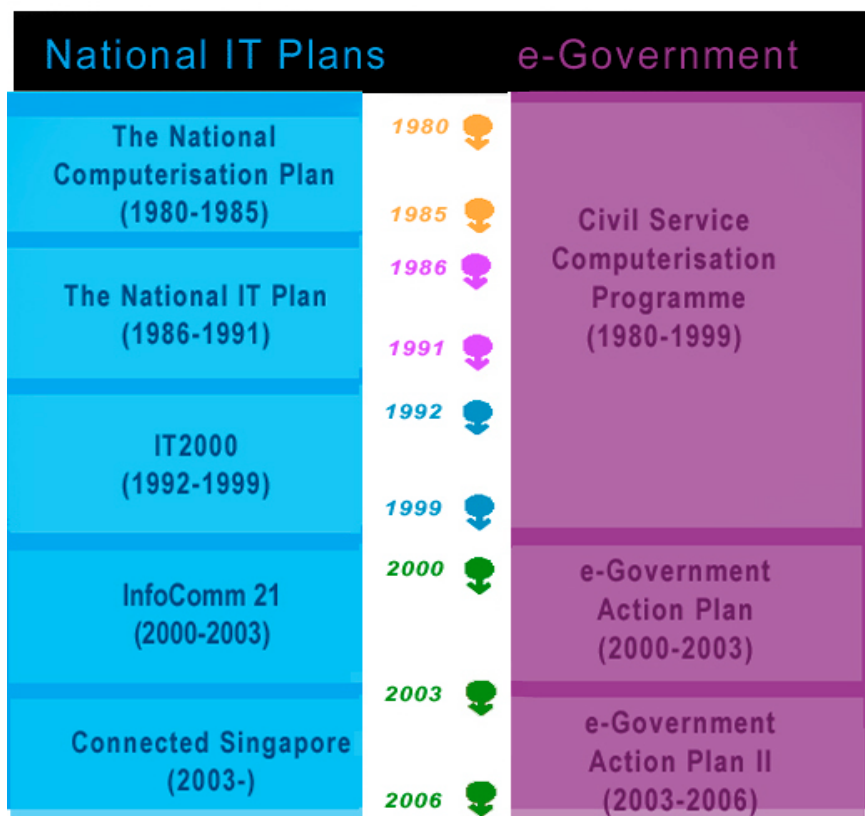 National IT Plans
e-Government
The National
Computerisation Plan
(1980-1985)
The National IT Plan
(1986-1991)
IT2000
(1992-1999)
InfoComm 21
(2000-2003)
Connected Singapore
(2003-)
1980
1985
1986
1991
1992
1999
2000
2003
2006
Civil Service
Computerisation
Programme
(1980-1999)
e-Government
Action Plan
(2000-2003)
e-Government
Action Plan II
(2003-2006)